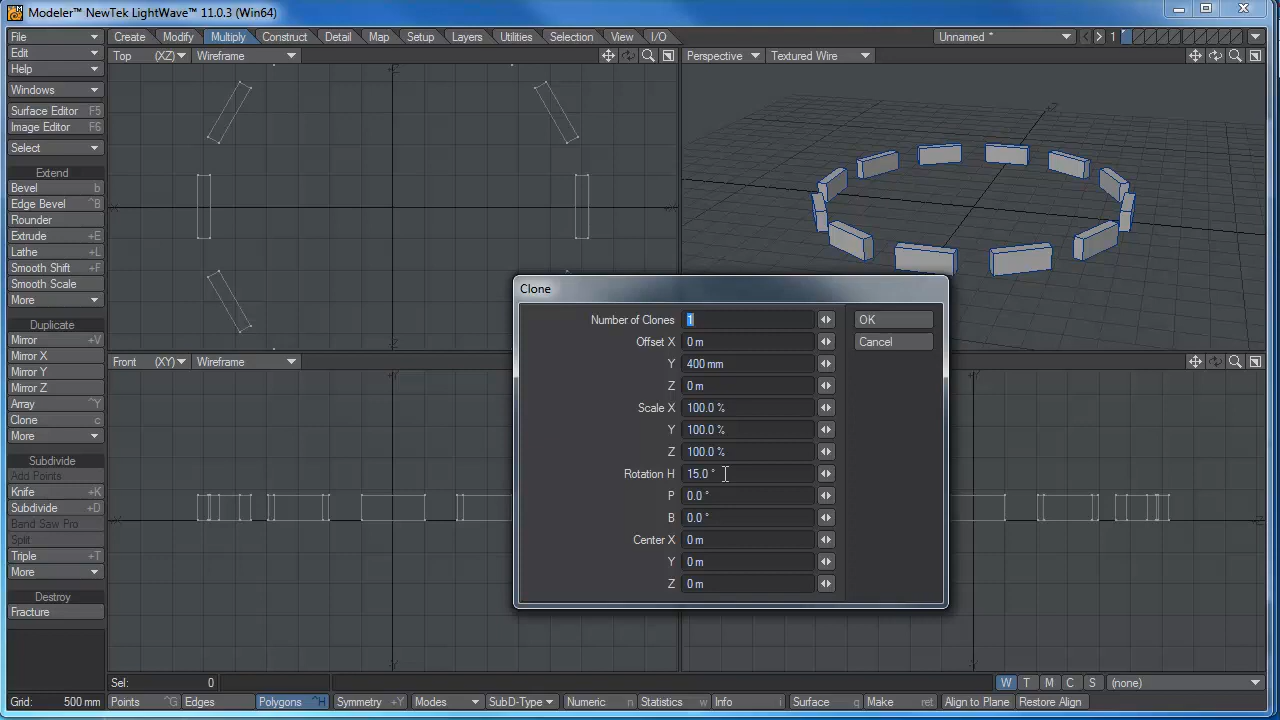 Modeler™ NewTek LightWave™ 11.0.3 (Win64)
File
Create Modify Multiply Construct Detail Map Setup Layers Utilities Selection View I/O Unnamed * 1
Edit
Top (XZ) Wireframe Perspective Textured Wire
Help
Windows
Surface Editor F5
Image Editor F6
Select
Extend
Bevel b
Edge Bevel ^B
Rounder
Extrude +E
Lathe +L
Smooth Shift +F
Smooth Scale
More
Duplicate
Mirror V
Mirror X
Mirror Y
Mirror Z
Array ^Y
Clone c
More
Subdivide
Add Points
Knife +K
Subdivide +D
Band Saw Pro
Split
Triple +T
More
Destroy
Fracture
Front (XY) Wireframe
Clone
Number of Clones 1 OK
Offset X 0 m Cancel
Y 400 mm
Z 0 m
Scale X 100.0 %
Y 100.0 %
Z 100.0 %
Rotation H 15.0 °
P 0.0 °
B 0.0 °
Center X 0 m
Y 0 m
Z 0 m
Sel: 0 W T M C S (none)
Grid: 500 mm Points ^G Edges Polygons ^H Symmetry +Y Modes SubD-Type Numeric n Statistics w Info i Surface q Make ret Align to Plane Restore Align